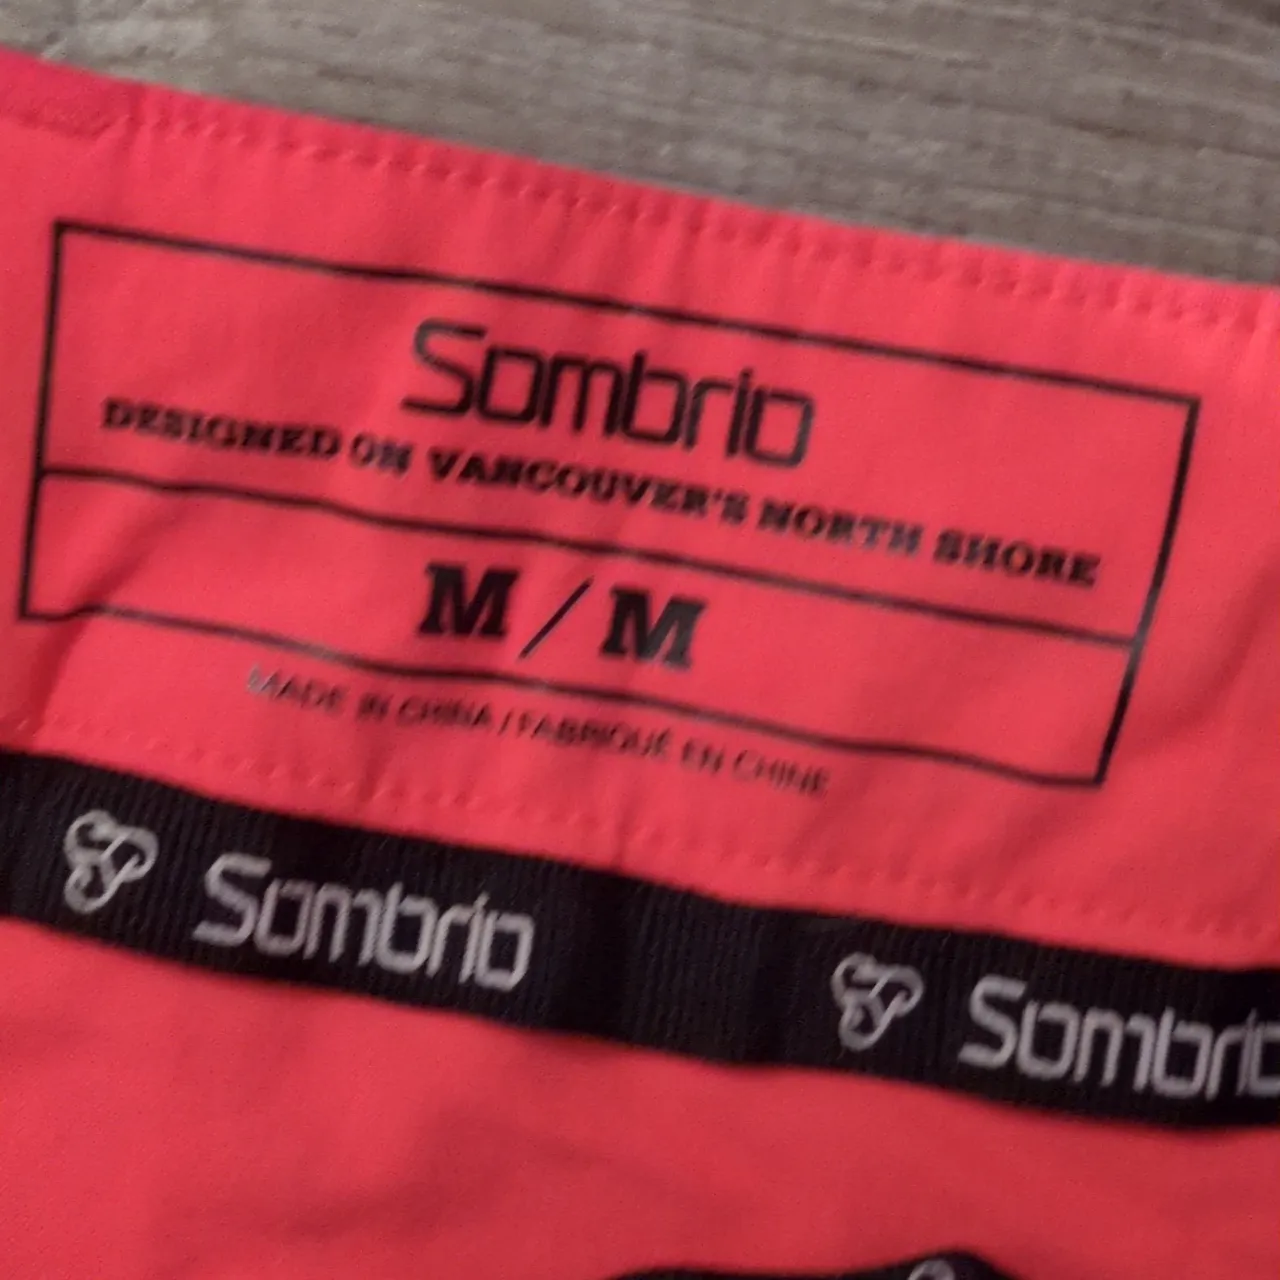 Sombrio
DESIGNED ON VANCOUVER'S NORTH SHORE
M / M
MADE IN CHINA / FABRIQUÉ EN CHINE
Sombrio
Sombrio